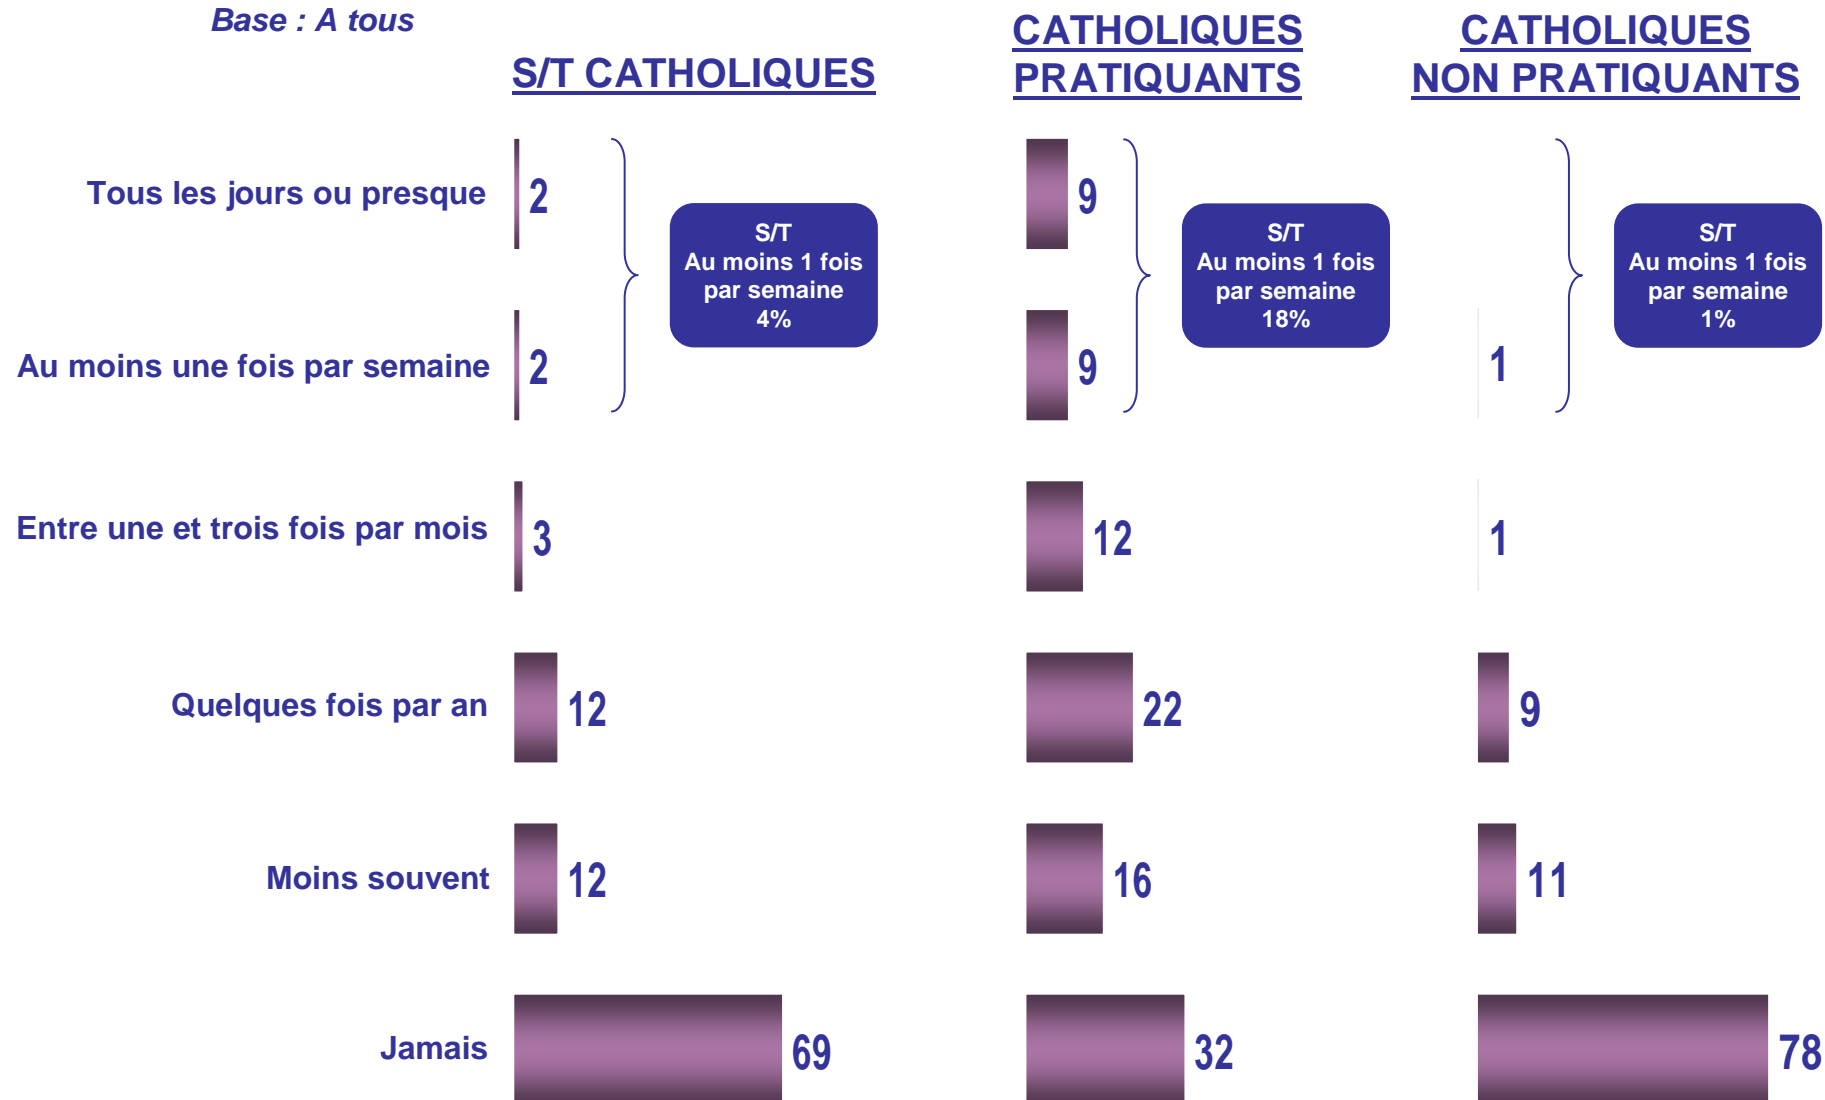 Base : A tous
S/T CATHOLIQUES
CATHOLIQUES
PRATIQUANTS
CATHOLIQUES
NON PRATIQUANTS
Tous les jours ou presque
2
9
S/T
Au moins 1 fois
par semaine
4%
S/T
Au moins 1 fois
par semaine
18%
S/T
Au moins 1 fois
par semaine
1%
Au moins une fois par semaine
2
9
1
Entre une et trois fois par mois
3
12
1
Quelques fois par an
12
22
9
Moins souvent
12
16
11
Jamais
69
32
78